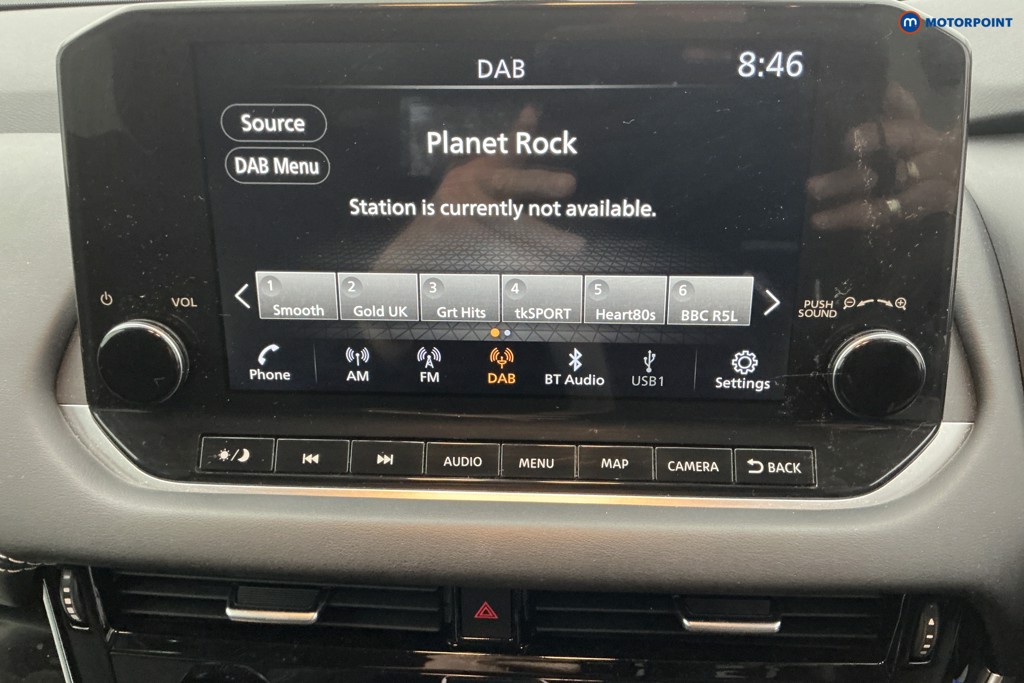 MOTORPOINT
DAB
8:46
Source
Planet Rock
DAB Menu
Station is currently not available.
1 2 3 4 5 6
Smooth Gold UK Grt Hits tkSPORT Heart80s BBC R5L
VOL
PUSH
SOUND
Phone AM FM DAB BT Audio USB1 Settings
AUDIO MENU MAP CAMERA BACK